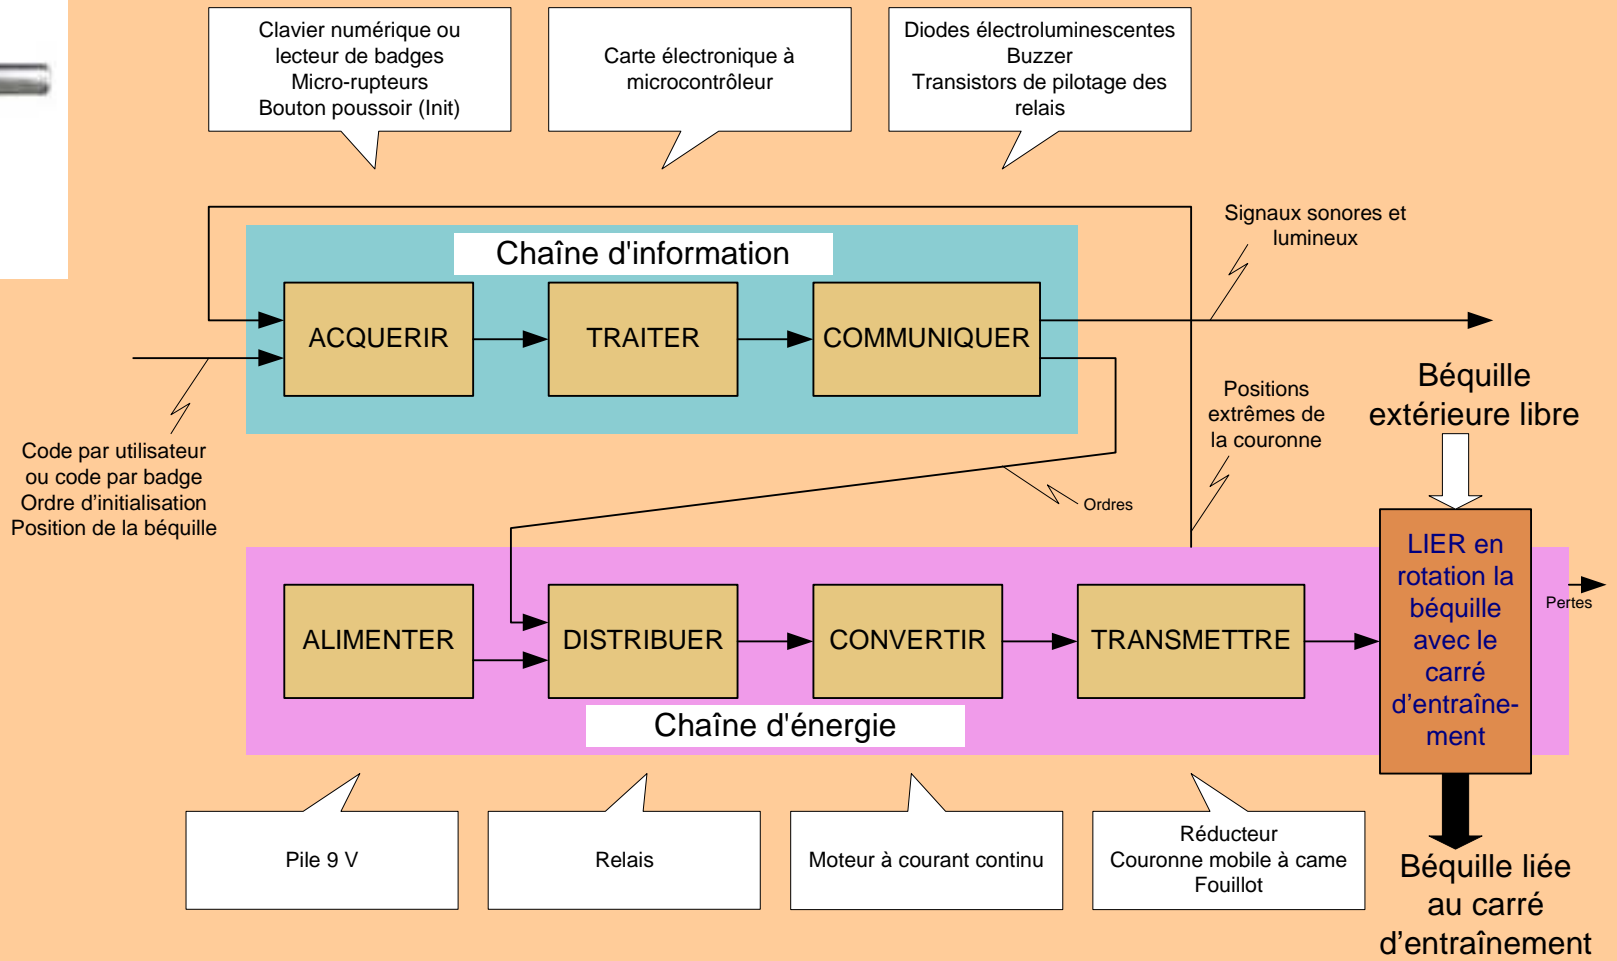 Clavier numérique ou
lecteur de badges
Micro-rupteurs
Bouton poussoir (Init)
Carte électronique à
microcontrôleur
Diodes électroluminescentes
Buzzer
Transistors de pilotage des
relais
Signaux sonores et
lumineux
Chaîne d'information
ACQUERIR
TRAITER
COMMUNIQUER
Code par utilisateur
ou code par badge
Ordre d'initialisation
Position de la béquille
Positions
extrêmes de
la couronne
Béquille
extérieure libre
Ordres
ALIMENTER
DISTRIBUER
CONVERTIR
TRANSMETTRE
LIER en
rotation la
béquille
avec le
carré
d'entraîne-
ment
Pertes
Chaîne d'énergie
Pile 9 V
Relais
Moteur à courant continu
Réducteur
Couronne mobile à came
Fouillot
Béquille liée
au carré
d'entraînement